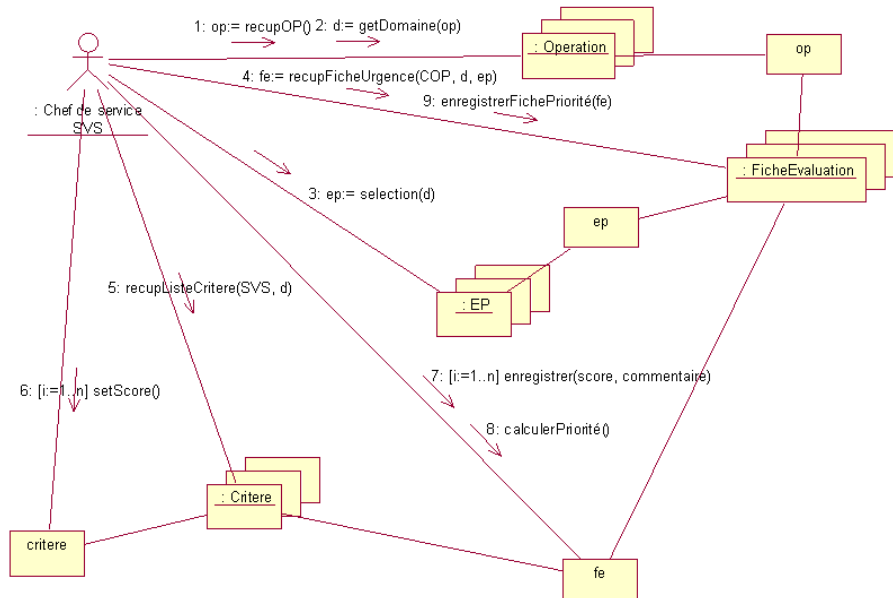 1: op:= recupOP()
2: d:= getDomaine(op)
: Operation
op
4: fe:= recupFicheUrgence(COP, d, ep)
9: enregistrerFichePriorité(fe)
: Chef de service
SVS
: FicheEvaluation
3: ep:= selection(d)
ep
5: recupListeCritere(SVS, d)
: EP
7: [i:=1..n] enregistrer(score, commentaire)
6: [i:=1..n] setScore()
8: calculerPriorité()
: Critere
critere
fe